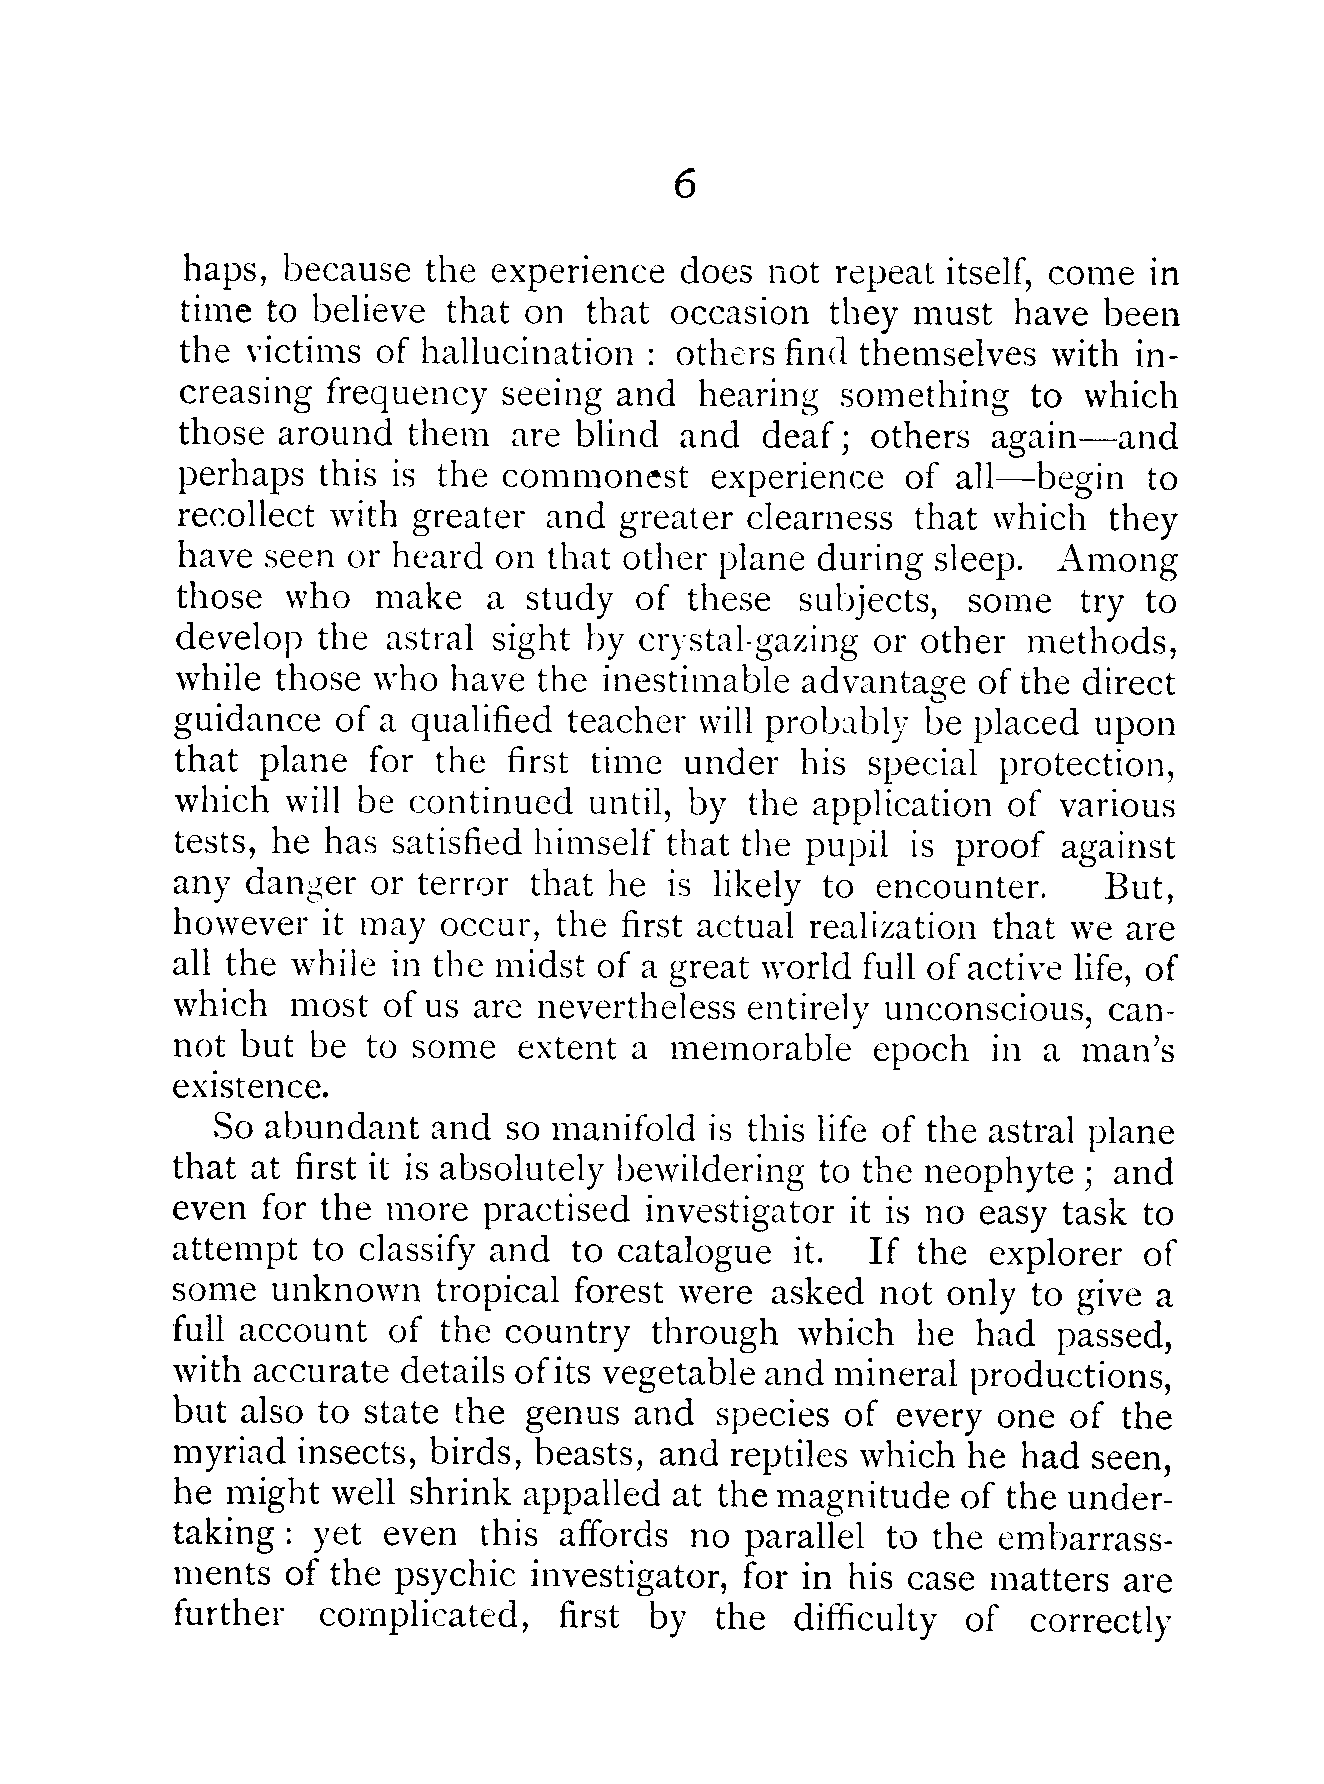 6
haps, because the experience does not repeat itself, come in
time to believe that on that occasion they must have been
the victims of hallucination : others find themselves with in-
creasing frequency seeing and hearing something to which
those around them are blind and deaf ; others again—and
perhaps this is the commonest experience of all—begin to
recollect with greater and greater clearness that which they
have seen or heard on that other plane during sleep. Among
those who make a study of these subjects, some try to
develop the astral sight by crystal-gazing or other methods,
while those who have the inestimable advantage of the direct
guidance of a qualified teacher will probably be placed upon
that plane for the first time under his special protection,
which will be continued until, by the application of various
tests, he has satisfied himself that the pupil is proof against
any danger or terror that he is likely to encounter. But,
however it may occur, the first actual realization that we are
all the while in the midst of a great world full of active life, of
which most of us are nevertheless entirely unconscious, can-
not but be to some extent a memorable epoch in a man's
existence.
So abundant and so manifold is this life of the astral plane
that at first it is absolutely bewildering to the neophyte ; and
even for the more practised investigator it is no easy task to
attempt to classify and to catalogue it. If the explorer of
some unknown tropical forest were asked not only to give a
full account of the country through which he had passed,
with accurate details of its vegetable and mineral productions,
but also to state the genus and species of every one of the
myriad insects, birds, beasts, and reptiles which he had seen,
he might well shrink appalled at the magnitude of the under-
taking : yet even this affords no parallel to the embarrass-
ments of the psychic investigator, for in his case matters are
further complicated, first by the difficulty of correctly